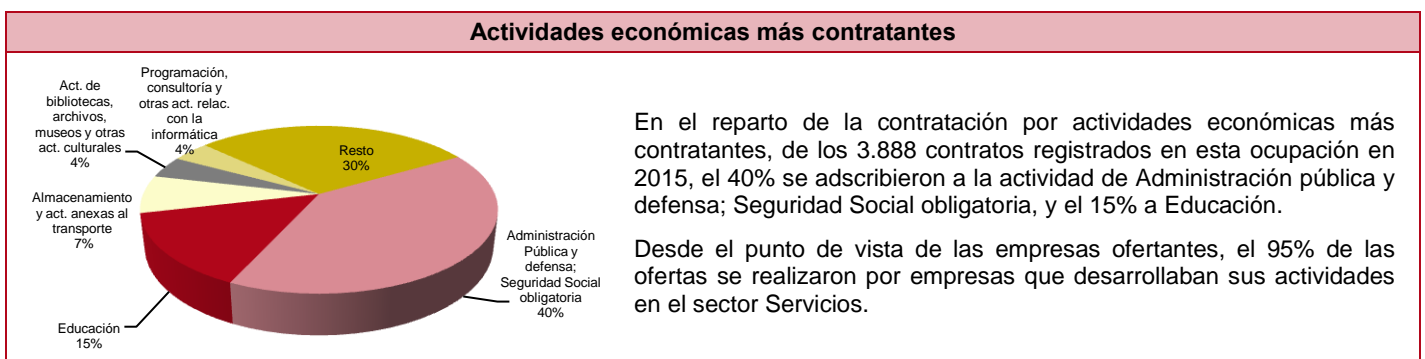 Actividades económicas más contratantes
Act. de
bibliotecas,
archivos,
museos y otras
act. culturales
4%
Programación,
consultoría y
otras act. relac.
con la
informática
4%
Resto
30%
Almacenamiento
y act. anexas al
transporte
7%
Administración
Pública y
defensa;
Seguridad Social
obligatoria
40%
Educación
15%
En el reparto de la contratación por actividades económicas más
contratantes, de los 3.888 contratos registrados en esta ocupación en
2015, el 40% se adscribieron a la actividad de Administración pública y
defensa; Seguridad Social obligatoria, y el 15% a Educación.
Desde el punto de vista de las empresas ofertantes, el 95% de las
ofertas se realizaron por empresas que desarrollaban sus actividades
en el sector Servicios.